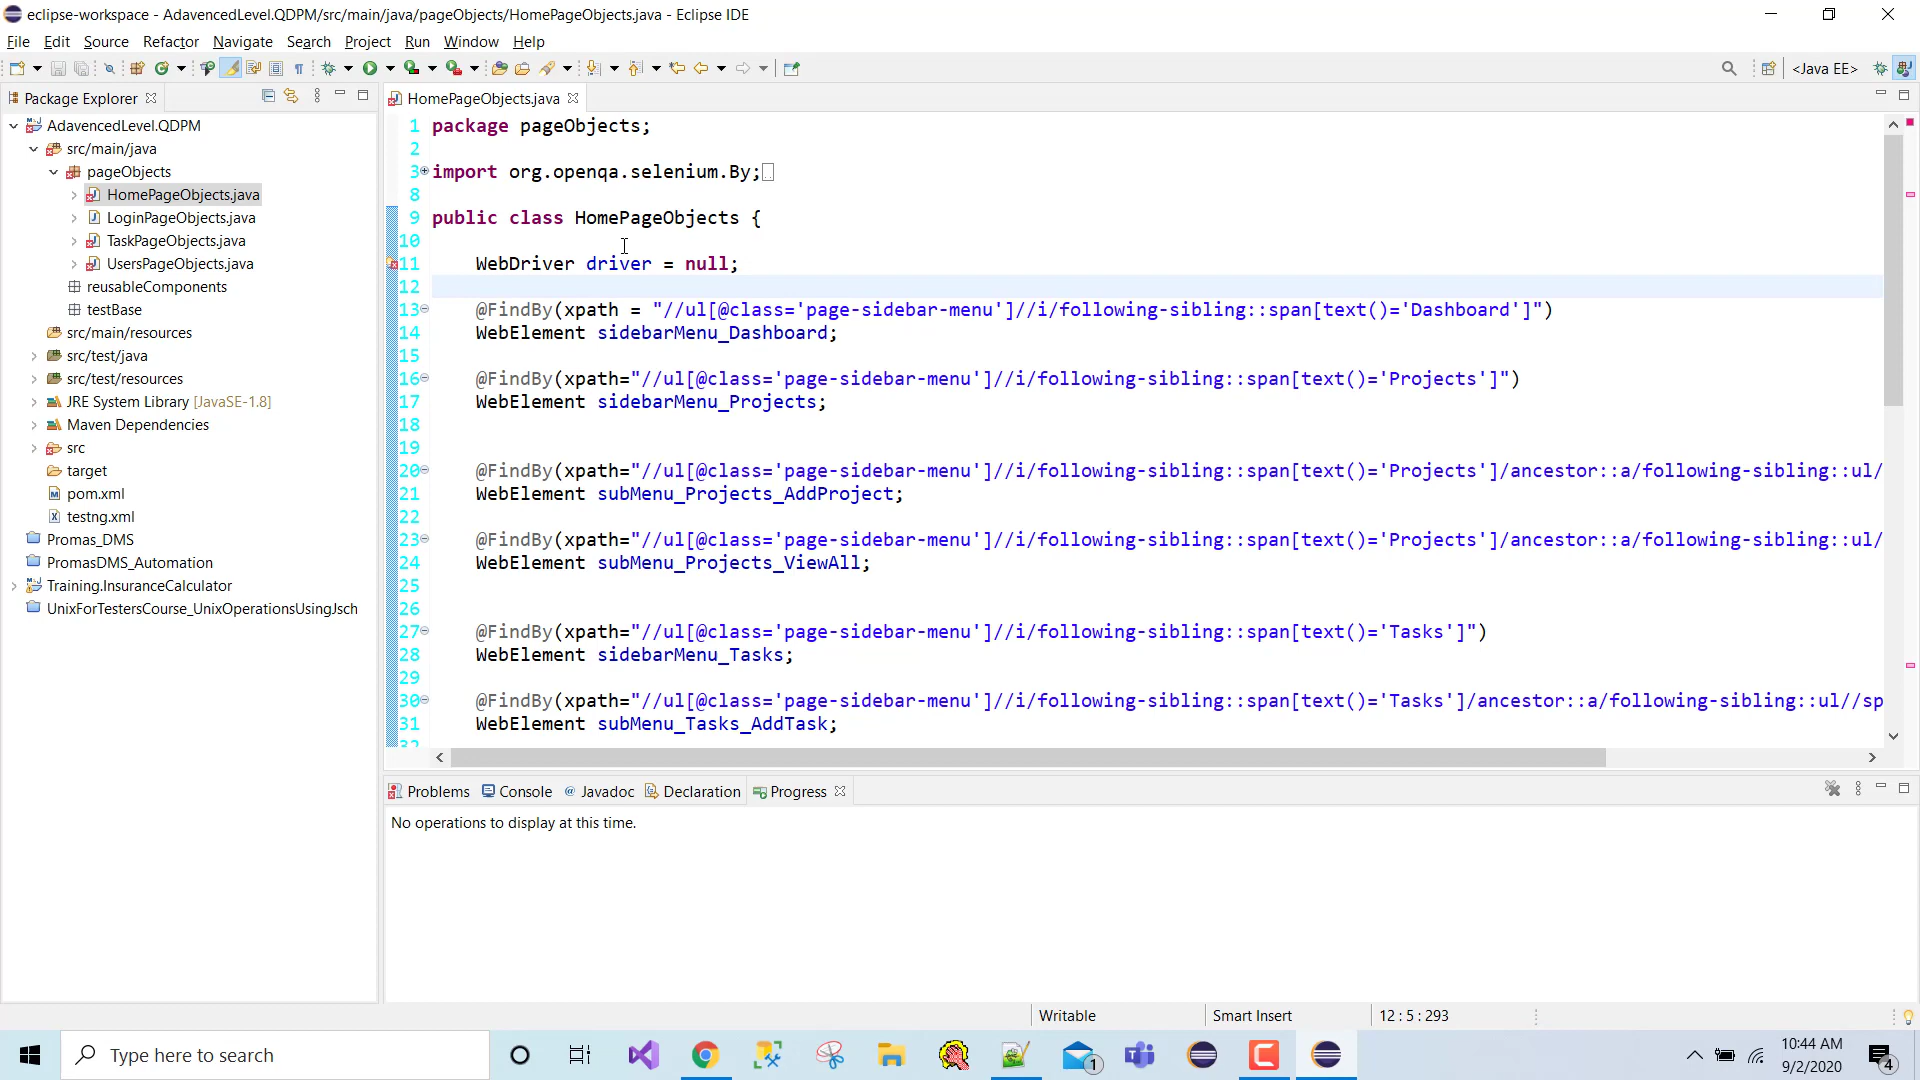 eclipse-workspace - AdavencedLevel.QDPM/src/main/java/pageObjects/HomePageObjects.java - Eclipse IDE
File Edit Source Refactor Navigate Search Project Run Window Help
<Java EE>
Package Explorer
HomePageObjects.java
AdavencedLevel.QDPM
src/main/java
pageObjects
HomePageObjects.java
LoginPageObjects.java
TaskPageObjects.java
UsersPageObjects.java
reusableComponents
testBase
src/main/resources
src/test/java
src/test/resources
JRE System Library [JavaSE-1.8]
Maven Dependencies
src
target
pom.xml
testng.xml
Promas_DMS
PromasDMS_Automation
Training.InsuranceCalculator
UnixForTestersCourse_UnixOperationsUsingJsch
1 package pageObjects;
2
3 import org.openqa.selenium.By;
8
9 public class HomePageObjects {
10
11 WebDriver driver = null;
12
13 @FindBy(xpath = "//ul[@class='page-sidebar-menu']//i/following-sibling::span[text()='Dashboard']")
14 WebElement sidebarMenu_Dashboard;
15
16 @FindBy(xpath="//ul[@class='page-sidebar-menu']//i/following-sibling::span[text()='Projects']")
17 WebElement sidebarMenu_Projects;
18
19
20 @FindBy(xpath="//ul[@class='page-sidebar-menu']//i/following-sibling::span[text()='Projects']/ancestor::a/following-sibling::ul/
21 WebElement subMenu_Projects_AddProject;
22
23 @FindBy(xpath="//ul[@class='page-sidebar-menu']//i/following-sibling::span[text()='Projects']/ancestor::a/following-sibling::ul/
24 WebElement subMenu_Projects_ViewAll;
25
26
27 @FindBy(xpath="//ul[@class='page-sidebar-menu']//i/following-sibling::span[text()='Tasks']")
28 WebElement sidebarMenu_Tasks;
29
30 @FindBy(xpath="//ul[@class='page-sidebar-menu']//i/following-sibling::span[text()='Tasks']/ancestor::a/following-sibling::ul//sp
31 WebElement subMenu_Tasks_AddTask;
32
Problems Console Javadoc Declaration Progress
No operations to display at this time.
Writable Smart Insert 12 : 5 : 293
Type here to search
1
10:44 AM
9/2/2020
4